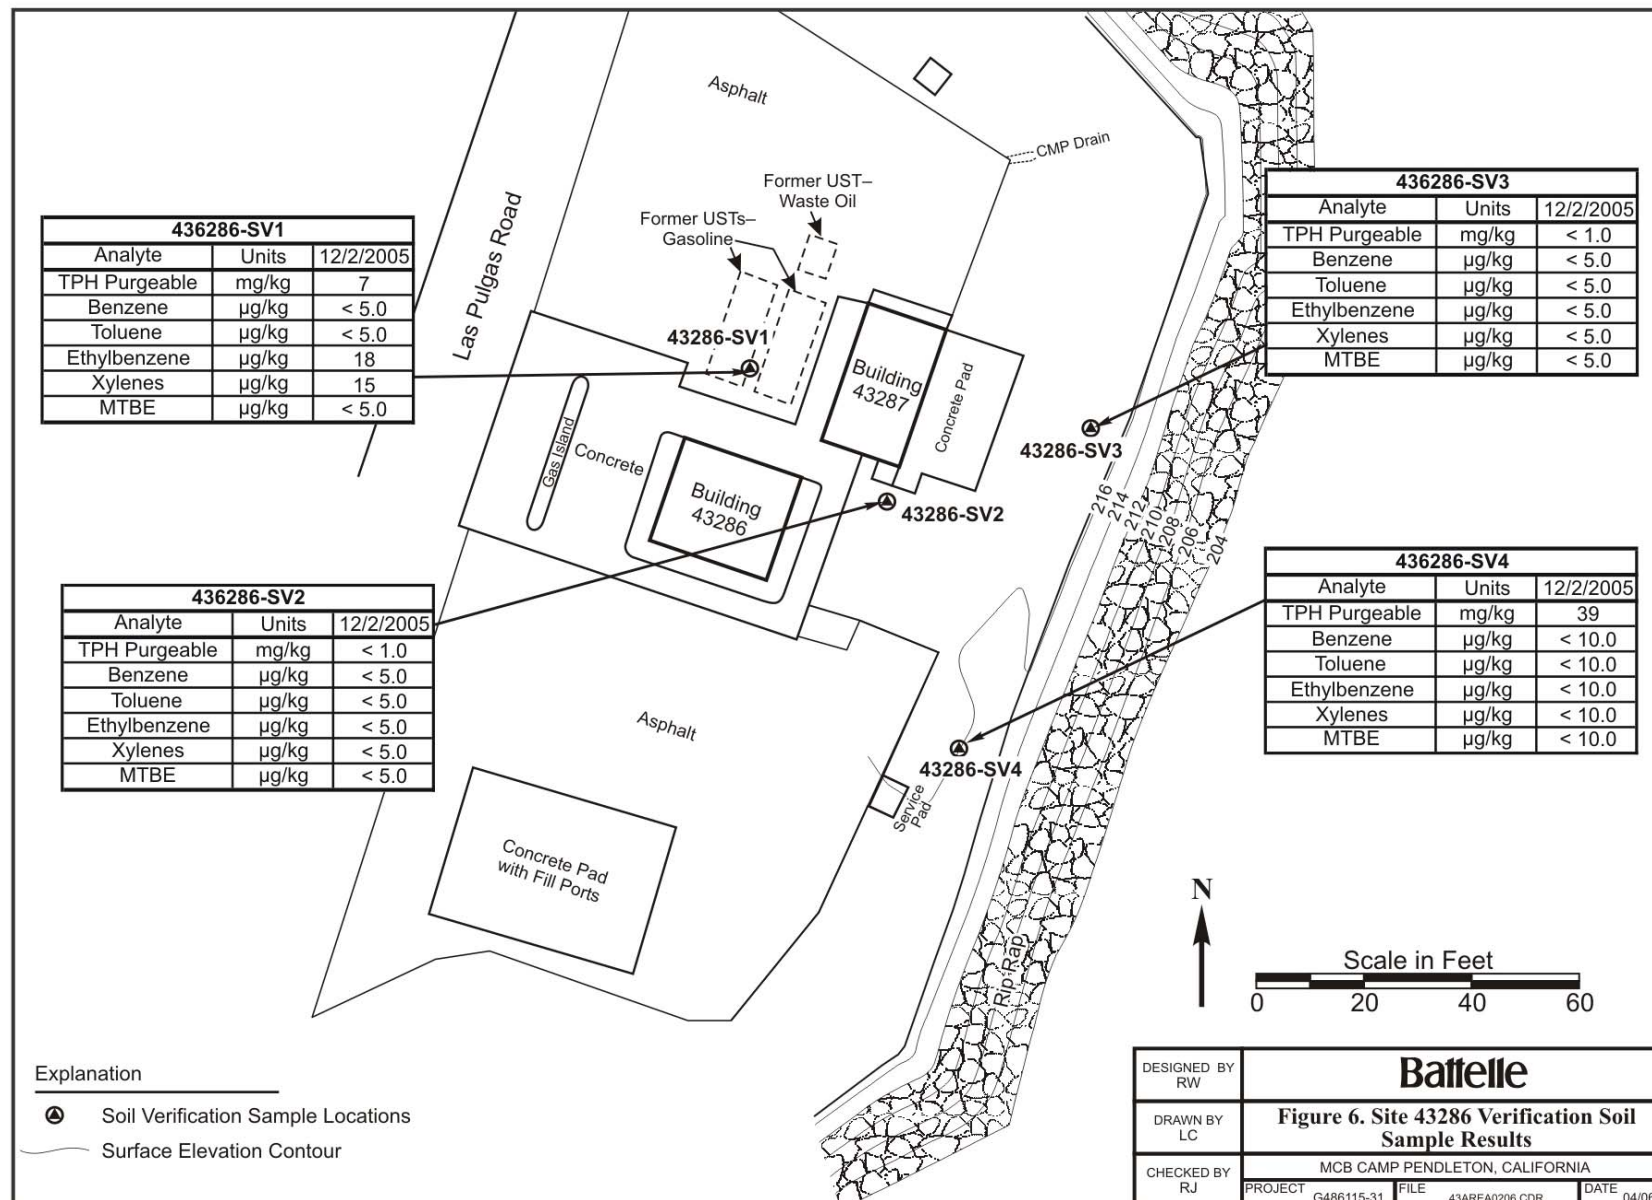 Asphalt
CMP Drain
Former UST–
Waste Oil
Former USTs–
Gasoline
Las Pulgas Road
436286-SV1
Analyte Units 12/2/2005
TPH Purgeable mg/kg 7
Benzene µg/kg < 5.0
Toluene µg/kg < 5.0
Ethylbenzene µg/kg 18
Xylenes µg/kg 15
MTBE µg/kg < 5.0
436286-SV3
Analyte Units 12/2/2005
TPH Purgeable mg/kg < 1.0
Benzene µg/kg < 5.0
Toluene µg/kg < 5.0
Ethylbenzene µg/kg < 5.0
Xylenes µg/kg < 5.0
MTBE µg/kg < 5.0
43286-SV1
Building
43287
Concrete Pad
43286-SV3
Gas Island
Concrete
Building
43286
43286-SV2
216
214
212
210
208
206
204
436286-SV2
Analyte Units 12/2/2005
TPH Purgeable mg/kg < 1.0
Benzene µg/kg < 5.0
Toluene µg/kg < 5.0
Ethylbenzene µg/kg < 5.0
Xylenes µg/kg < 5.0
MTBE µg/kg < 5.0
436286-SV4
Analyte Units 12/2/2005
TPH Purgeable mg/kg 39
Benzene µg/kg < 10.0
Toluene µg/kg < 10.0
Ethylbenzene µg/kg < 10.0
Xylenes µg/kg < 10.0
MTBE µg/kg < 10.0
Asphalt
43286-SV4
Service
Pad
Concrete Pad
with Fill Ports
Rip Rap
N
Scale in Feet
0 20 40 60
Explanation
Soil Verification Sample Locations
Surface Elevation Contour
DESIGNED BY
RW
Battelle
DRAWN BY
LC
Figure 6. Site 43286 Verification Soil
Sample Results
CHECKED BY
RJ
MCB CAMP PENDLETON, CALIFORNIA
PROJECT G486115-31 FILE 43AREA0206.CDR DATE